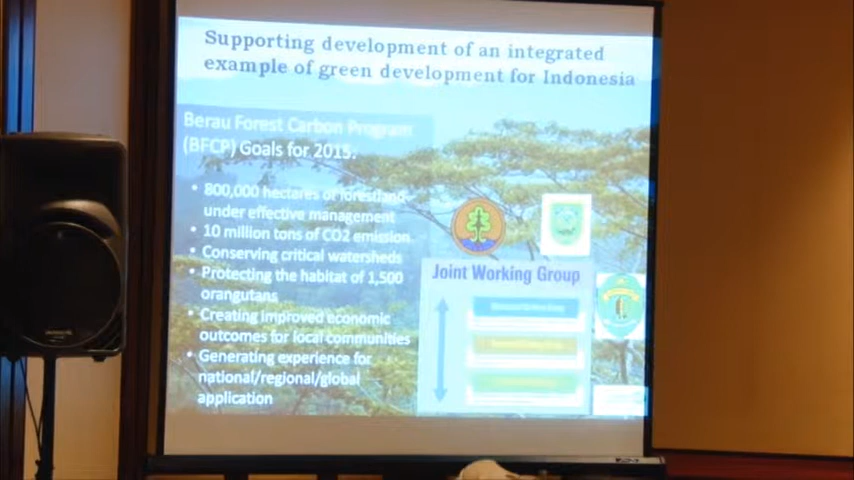 Supporting development of an integrated
example of green development for Indonesia
Berau Forest Carbon Program
(BFCP) Goals for 2015:
• 800,000 hectares of forestland
under effective management
• 10 million tons of CO2 emission
• Conserving critical watersheds
• Protecting the habitat of 1,500
orangutans
• Creating improved economic
outcomes for local communities
• Generating experience for
national/regional/global
application
Joint Working Group